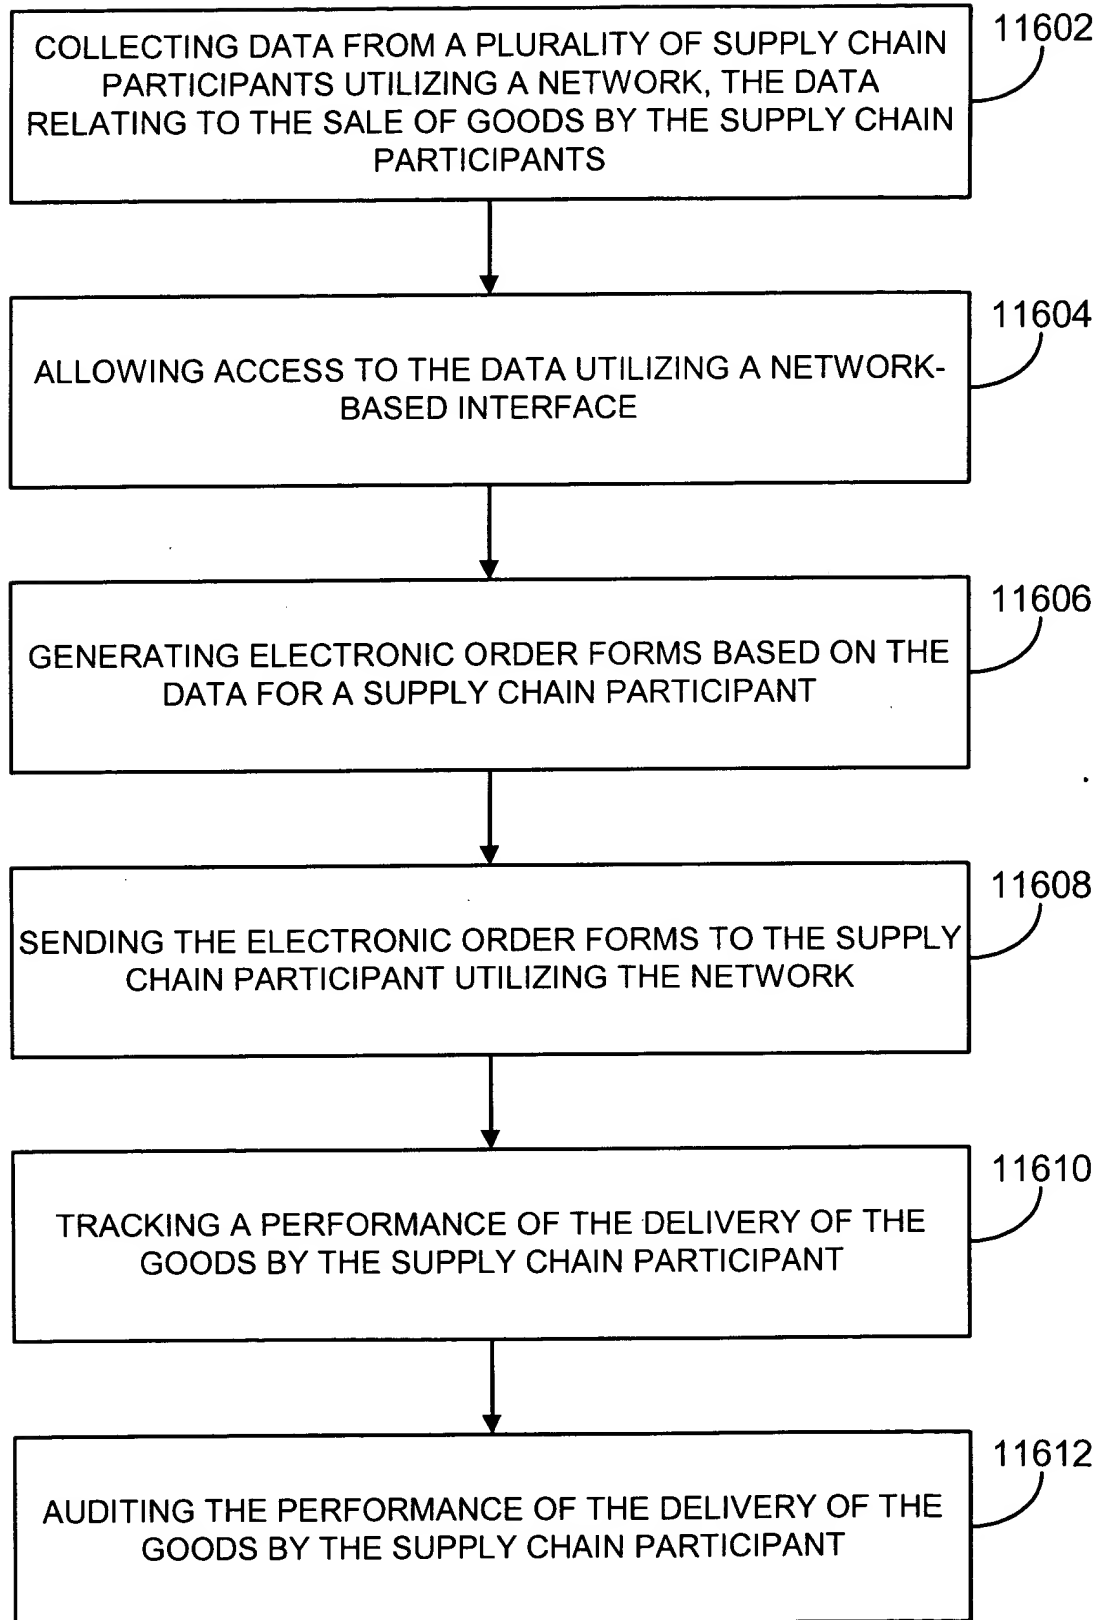 COLLECTING DATA FROM A PLURALITY OF SUPPLY CHAIN
PARTICIPANTS UTILIZING A NETWORK, THE DATA
RELATING TO THE SALE OF GOODS BY THE SUPPLY CHAIN
PARTICIPANTS
11602
ALLOWING ACCESS TO THE DATA UTILIZING A NETWORK-
BASED INTERFACE
11604
GENERATING ELECTRONIC ORDER FORMS BASED ON THE
DATA FOR A SUPPLY CHAIN PARTICIPANT
11606
SENDING THE ELECTRONIC ORDER FORMS TO THE SUPPLY
CHAIN PARTICIPANT UTILIZING THE NETWORK
11608
TRACKING A PERFORMANCE OF THE DELIVERY OF THE
GOODS BY THE SUPPLY CHAIN PARTICIPANT
11610
AUDITING THE PERFORMANCE OF THE DELIVERY OF THE
GOODS BY THE SUPPLY CHAIN PARTICIPANT
11612